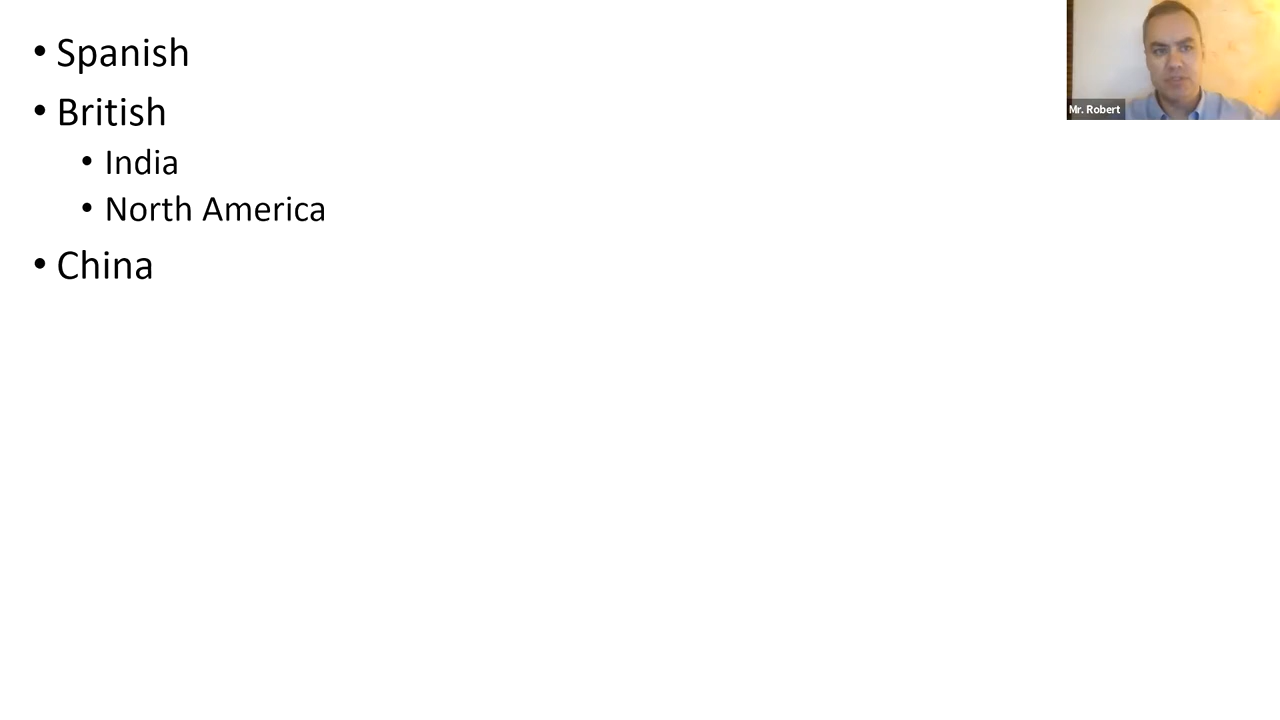 • Spanish
• British
• India
• North America
• China
Mr. Robert